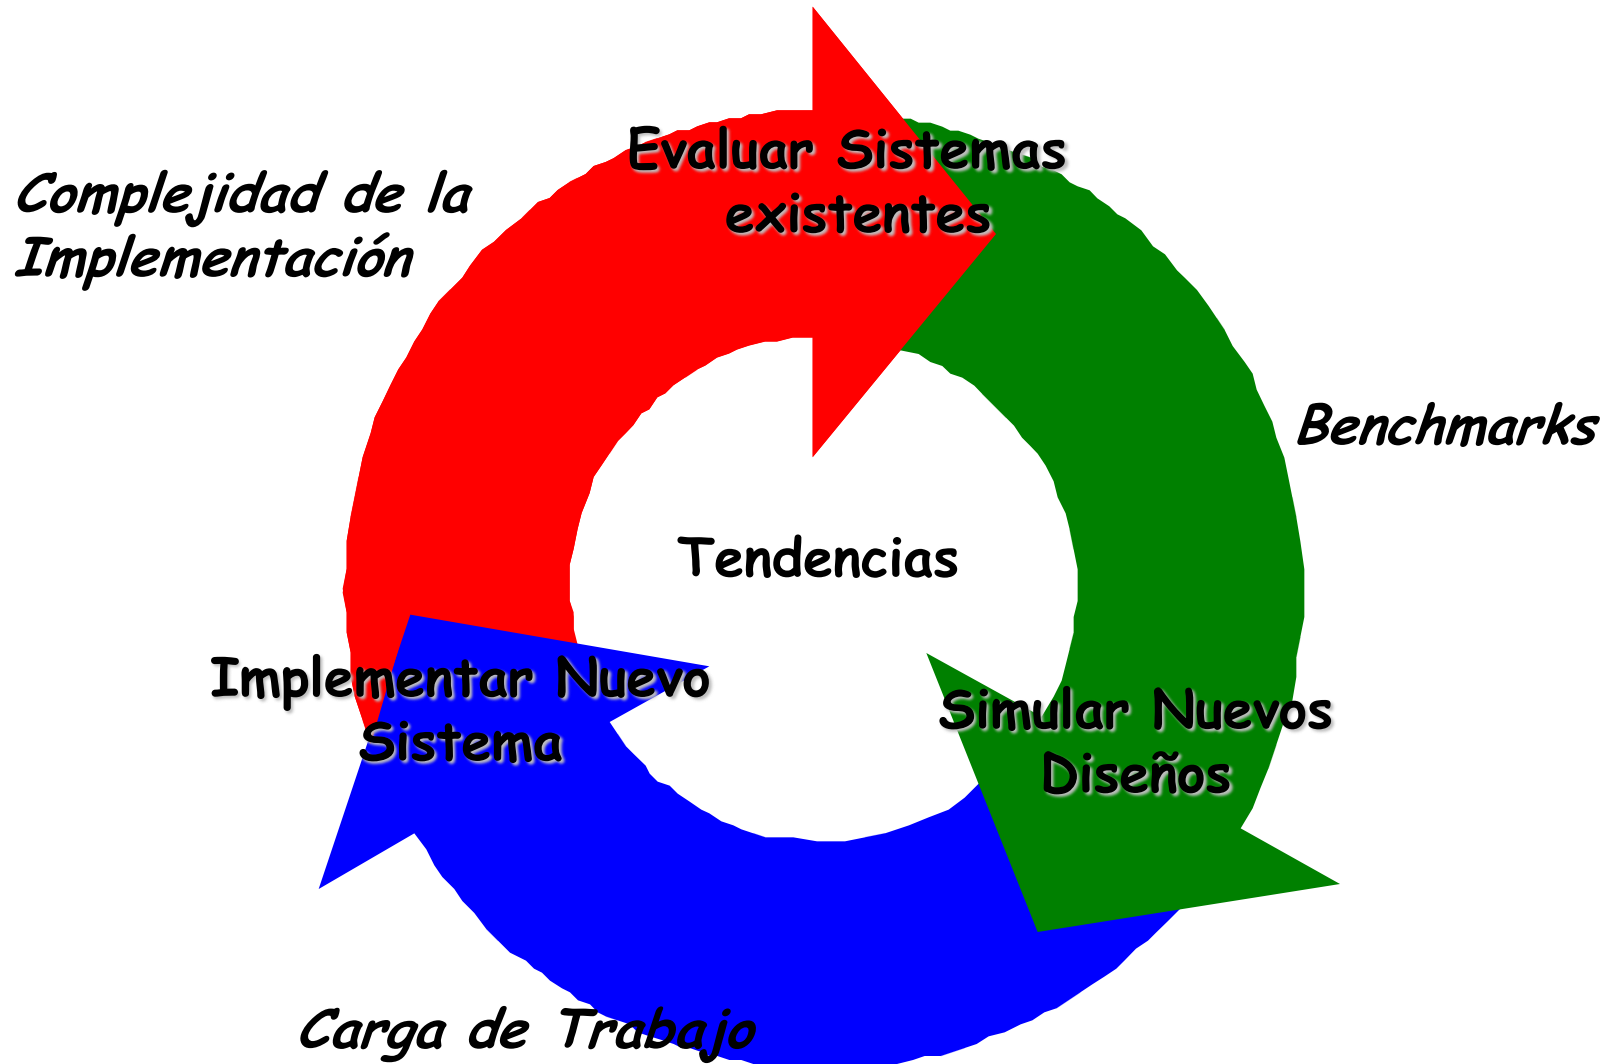 Evaluar Sistemas
existentes
Complejidad de la
Implementación
Benchmarks
Tendencias
Implementar Nuevo
Sistema
Simular Nuevos
Diseños
Carga de Trabajo